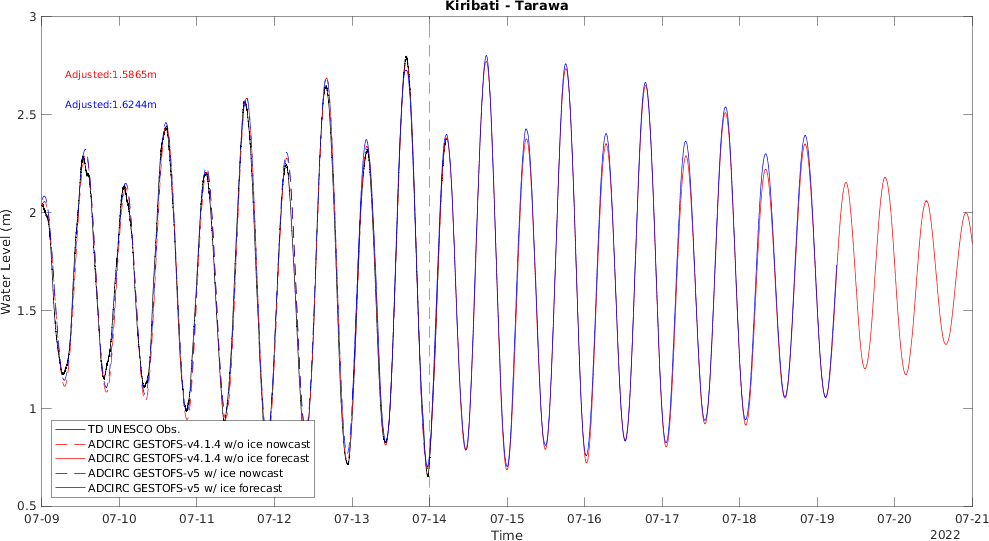 Kiribati - Tarawa
3
Adjusted:1.5865m
Adjusted:1.6244m
2.5
2
1.5
1
0.5
Water Level (m)
TD UNESCO Obs.
ADCIRC GESTOFS-v4.1.4 w/o ice nowcast
ADCIRC GESTOFS-v4.1.4 w/o ice forecast
ADCIRC GESTOFS-v5 w/ ice nowcast
ADCIRC GESTOFS-v5 w/ ice forecast
07-09 07-10 07-11 07-12 07-13 07-14 07-15 07-16 07-17 07-18 07-19 07-20 07-21
Time
2022